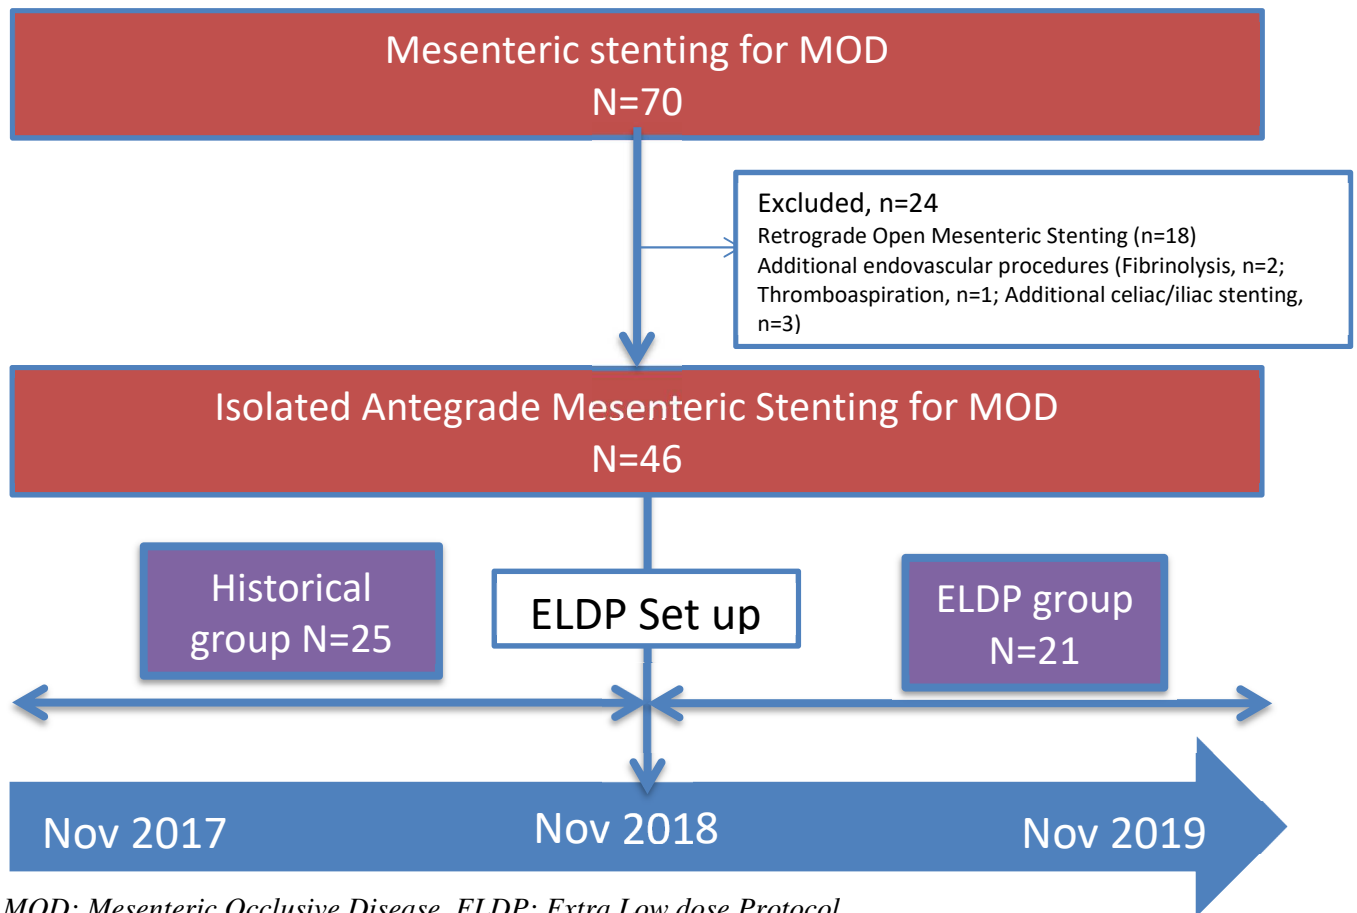 Mesenteric stenting for MOD
N=70
Excluded, n=24
Retrograde Open Mesenteric Stenting (n=18)
Additional endovascular procedures (Fibrinolysis, n=2;
Thromboaspiration, n=1; Additional celiac/iliac stenting,
n=3)
Isolated Antegrade Mesenteric Stenting for MOD
N=46
Historical
group N=25
ELDP Set up
ELDP group
N=21
Nov 2017
Nov 2018
Nov 2019
MOD: Mesenteric Occlusive Disease, ELDP: Extra Low dose Protocol